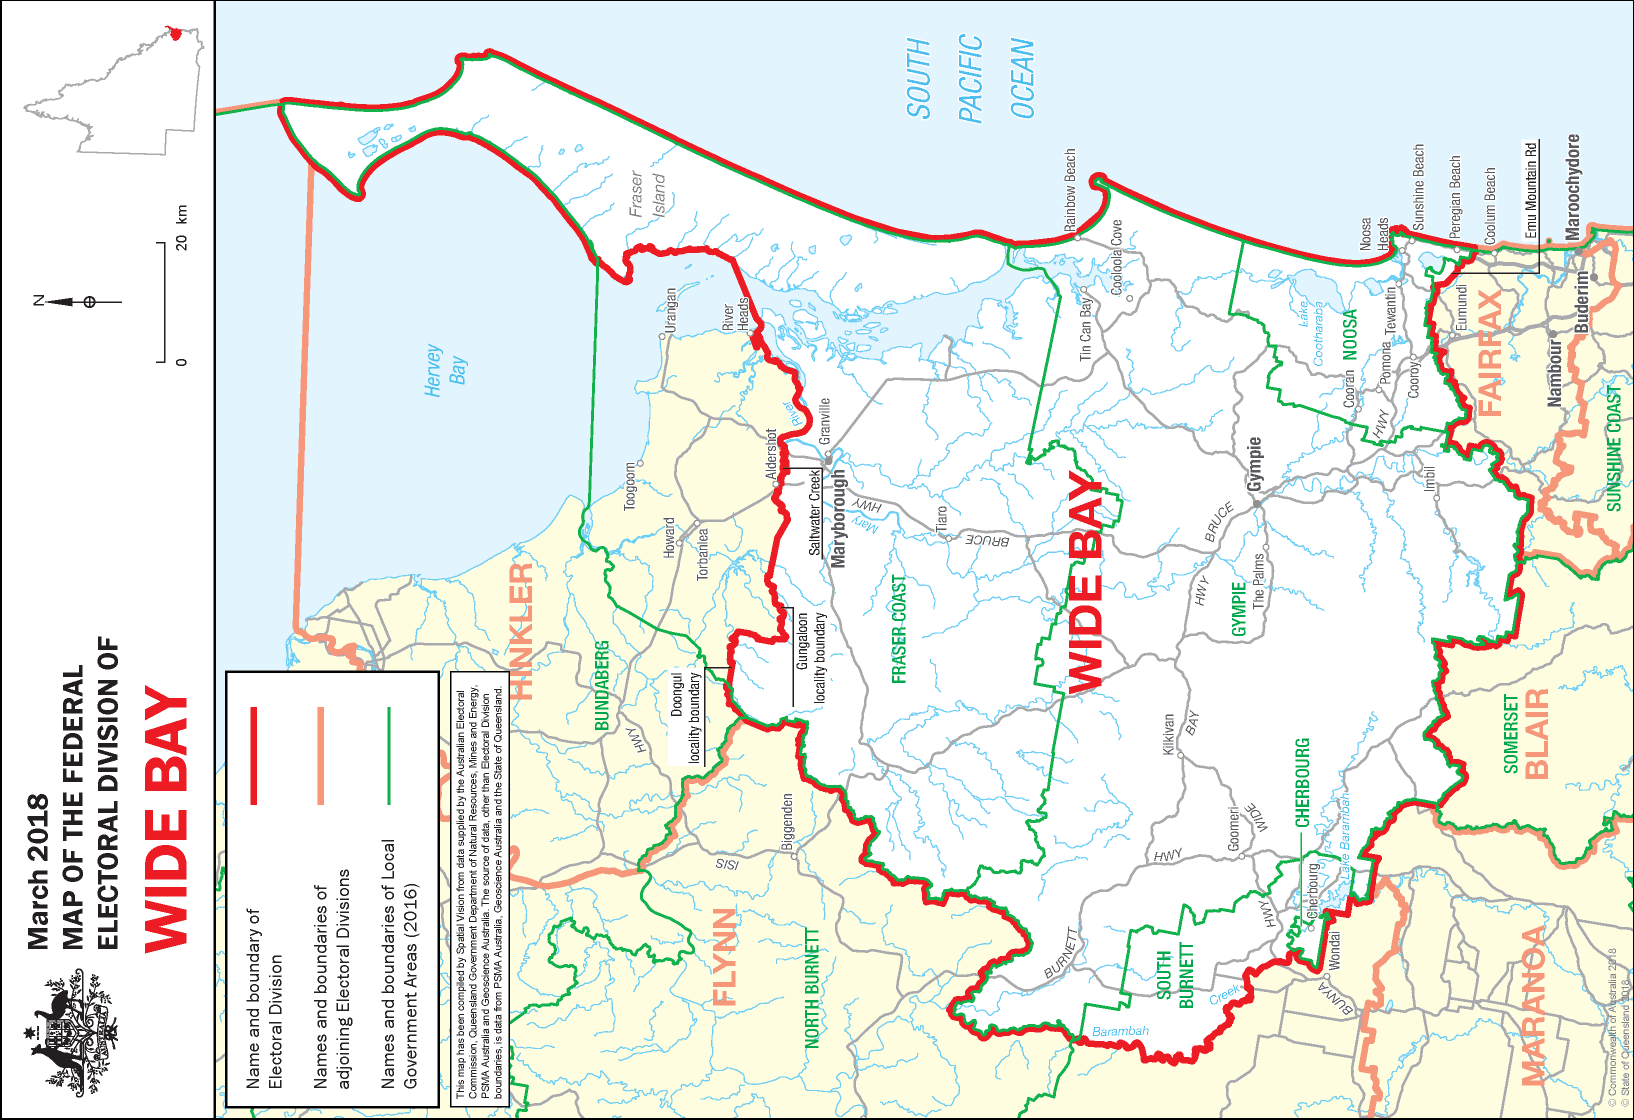 March 2018
MAP OF THE FEDERAL
ELECTORAL DIVISION OF
WIDE BAY
N
0 20 km
Name and boundary of
Electoral Division
Names and boundaries of
adjoining Electoral Divisions
Names and boundaries of Local
Government Areas (2016)
This map has been compiled by Spatial Vision from data supplied by the Australian Electoral
Commission, Queensland Government Department of Natural Resources, Mines and Energy,
PSMA Australia and Geoscience Australia. The source of data, other than Electoral Division
boundaries, is data from PSMA Australia, Geoscience Australia and the State of Queensland.
SOUTH
PACIFIC
OCEAN
Hervey
Bay
Fraser
Island
HINKLER
BUNDABERG
Urangan
River
Heads
Toogoom
Howard
Torbanlea
Aldershot
River
Granville
Saltwater Creek
Maryborough
HWY
Mary
Tiaro
BRUCE
Doongul
locality boundary
Gungaloon
locality boundary
HWY
FRASER COAST
WIDE BAY
Rainbow Beach
Cooloola Cove
Tin Can Bay
Gympie
BRUCE
HWY
The Palms
GYMPIE
Kilkivan
BAY
WIDE
Goomeri
HWY
CHERBOURG
Cherbourg
Lake Barambah
HWY
BURNETT
SOUTH
BURNETT
Creek
Barambah
Wondai
BUNYA
Biggenden
ISIS
FLYNN
NORTH BURNETT
MARANOA
SOMERSET
BLAIR
Imbil
Lake
Cootharaba
NOOSA
Cooran
Pomona
Tewantin
Cooroy
HWY
Noosa
Heads
Sunshine Beach
Peregian Beach
Coolum Beach
Emu Mountain Rd
Maroochydore
Eumundi
FAIRFAX
Buderim
Nambour
SUNSHINE COAST
© Commonwealth of Australia 2018
© State of Queensland 2018